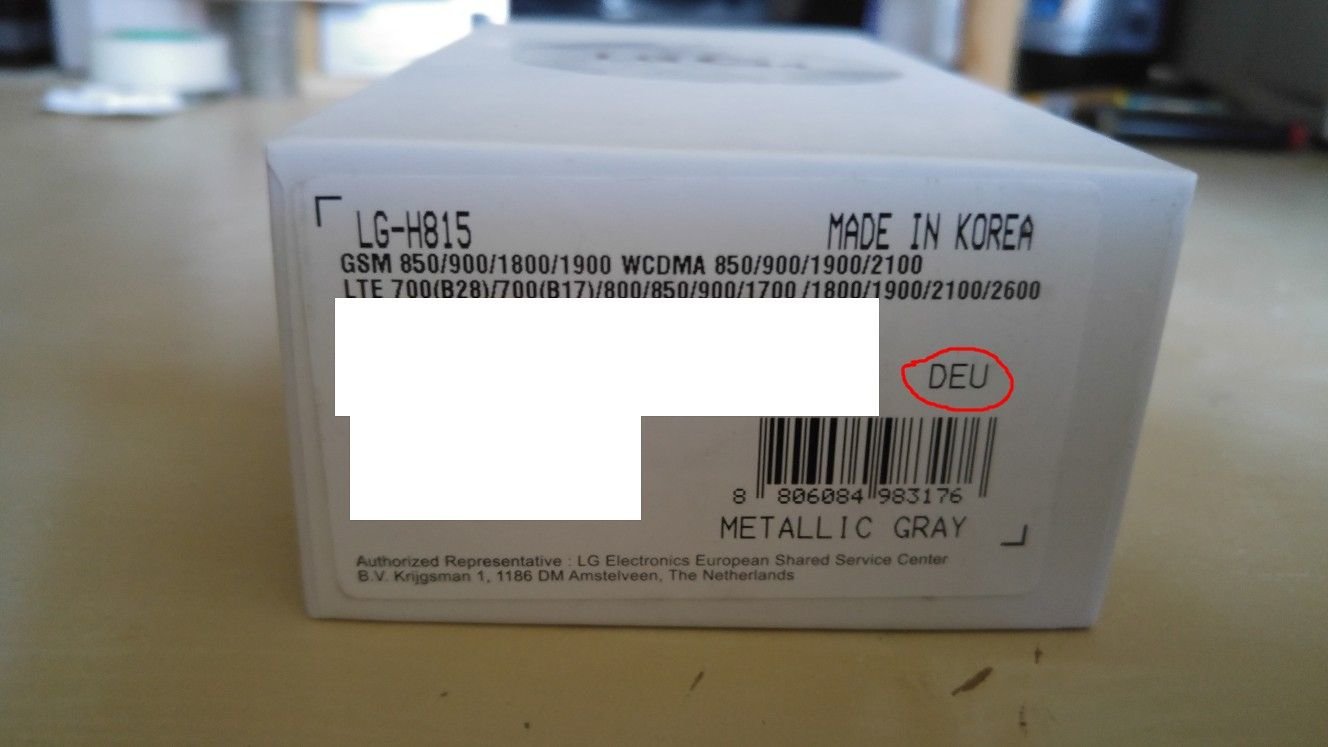 LG-H815
MADE IN KOREA
GSM 850/900/1800/1900 WCDMA 850/900/1900/2100
LTE 700(B28)/700(B17)/800/850/900/1700 /1800/1900/2100/2600
DEU
8 806084 983176
METALLIC GRAY
Authorized Representative : LG Electronics European Shared Service Center
B.V. Krijgsman 1, 1186 DM Amstelveen, The Netherlands